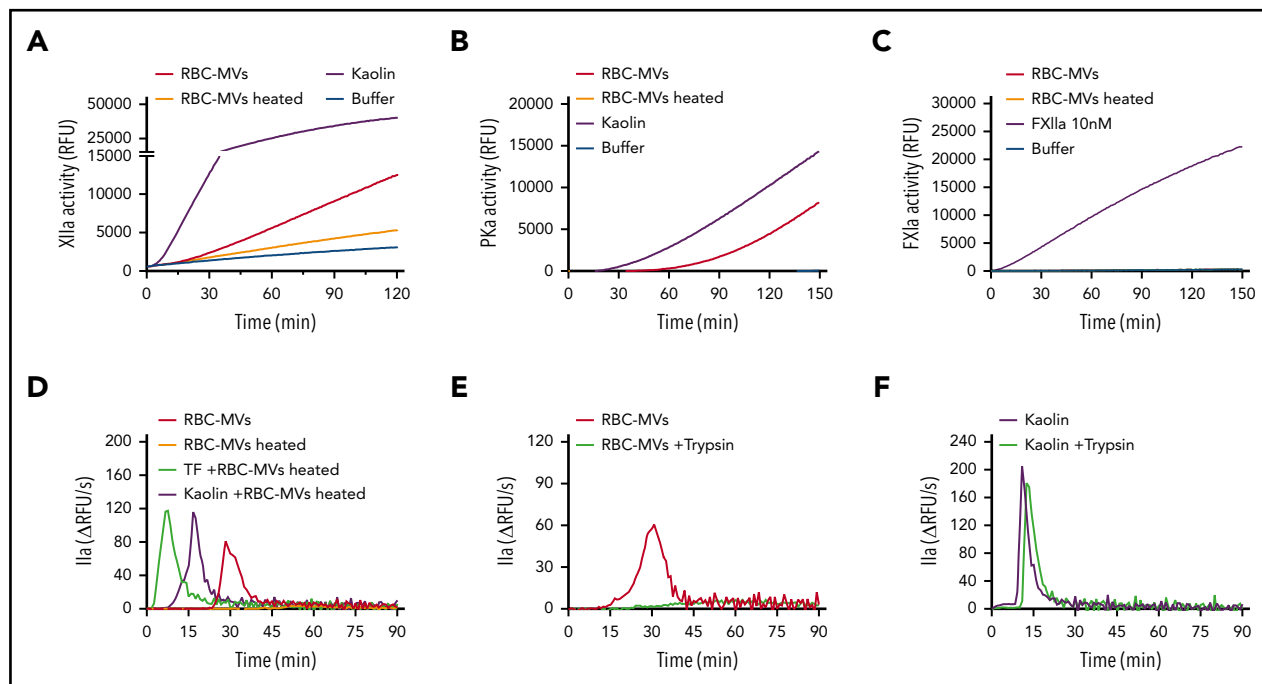 A
RBC-MVs
Kaolin
RBC-MVs heated
Buffer
XIIa activity (RFU)
50000
25000
15000
10000
5000
0
0 30 60 90 120
Time (min)
B
RBC-MVs
RBC-MVs heated
Kaolin
Buffer
PKa activity (RFU)
20000
15000
10000
5000
0
0 30 60 90 120 150
Time (min)
C
RBC-MVs
RBC-MVs heated
FXIIa 10nM
Buffer
FXIa activity (RFU)
30000
25000
20000
15000
10000
5000
0
0 30 60 90 120 150
Time (min)
D
RBC-MVs
RBC-MVs heated
TF +RBC-MVs heated
Kaolin +RBC-MVs heated
IIa (ΔRFU/s)
200
160
120
80
40
0
0 15 30 45 60 75 90
Time (min)
E
RBC-MVs
RBC-MVs +Trypsin
IIa (ΔRFU/s)
120
90
60
30
0
0 15 30 45 60 75 90
Time (min)
F
Kaolin
Kaolin +Trypsin
IIa (ΔRFU/s)
240
200
160
120
80
40
0
0 15 30 45 60 75 90
Time (min)